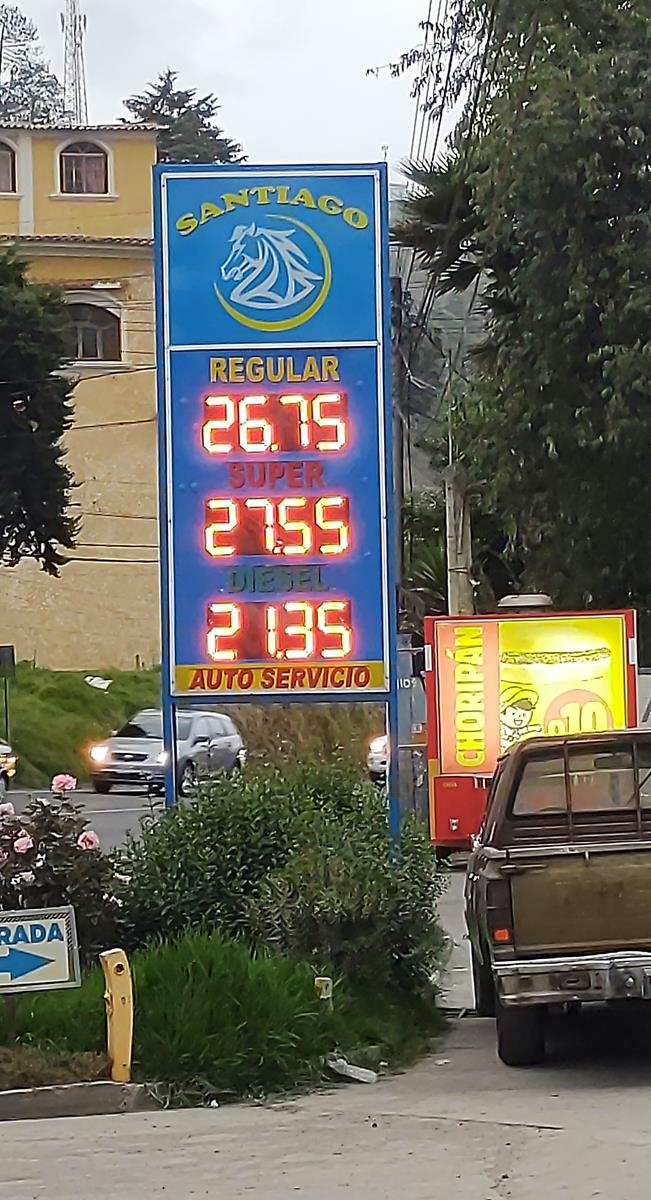 SANTIAGO
REGULAR
26.75
SUPER
27.55
DIESEL
21.35
AUTO SERVICIO
CHORIPÁN
10
RADA